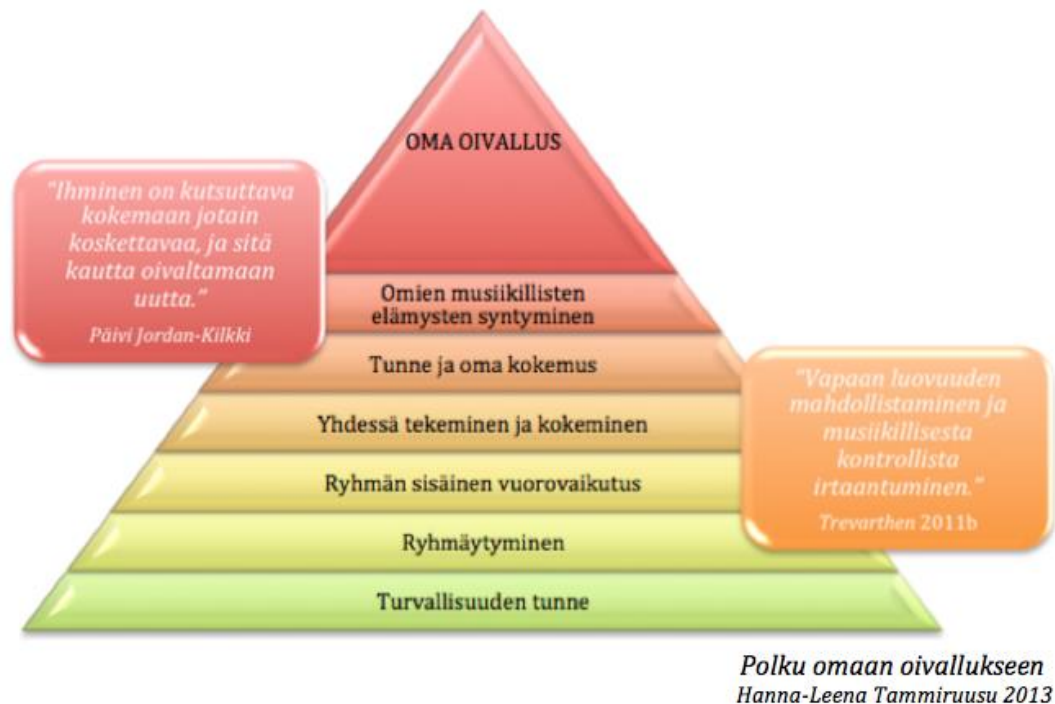 OMA OIVALLUS
"Ihminen on kutsuttava
kokemaan jotain
koskettavaa, ja sitä
kautta oivaltamaan
uutta."
Päivi Jordan-Kilkki
Omien musiikillisten
elämysten syntyminen
Tunne ja oma kokemus
"Vapaan luovuuden
mahdollistaminen ja
musiikillisesta
kontrollista
irtaantuminen."
Trevarthen 2011b
Yhdessä tekeminen ja kokeminen
Ryhmän sisäinen vuorovaikutus
Ryhmäytyminen
Turvallisuuden tunne
Polku omaan oivallukseen
Hanna-Leena Tammiruusu 2013